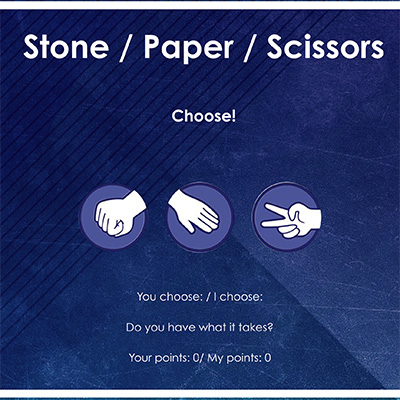 Stone / Paper / Scissors
Choose!
You choose: / I choose:
Do you have what it takes?
Your points: 0/ My points: 0